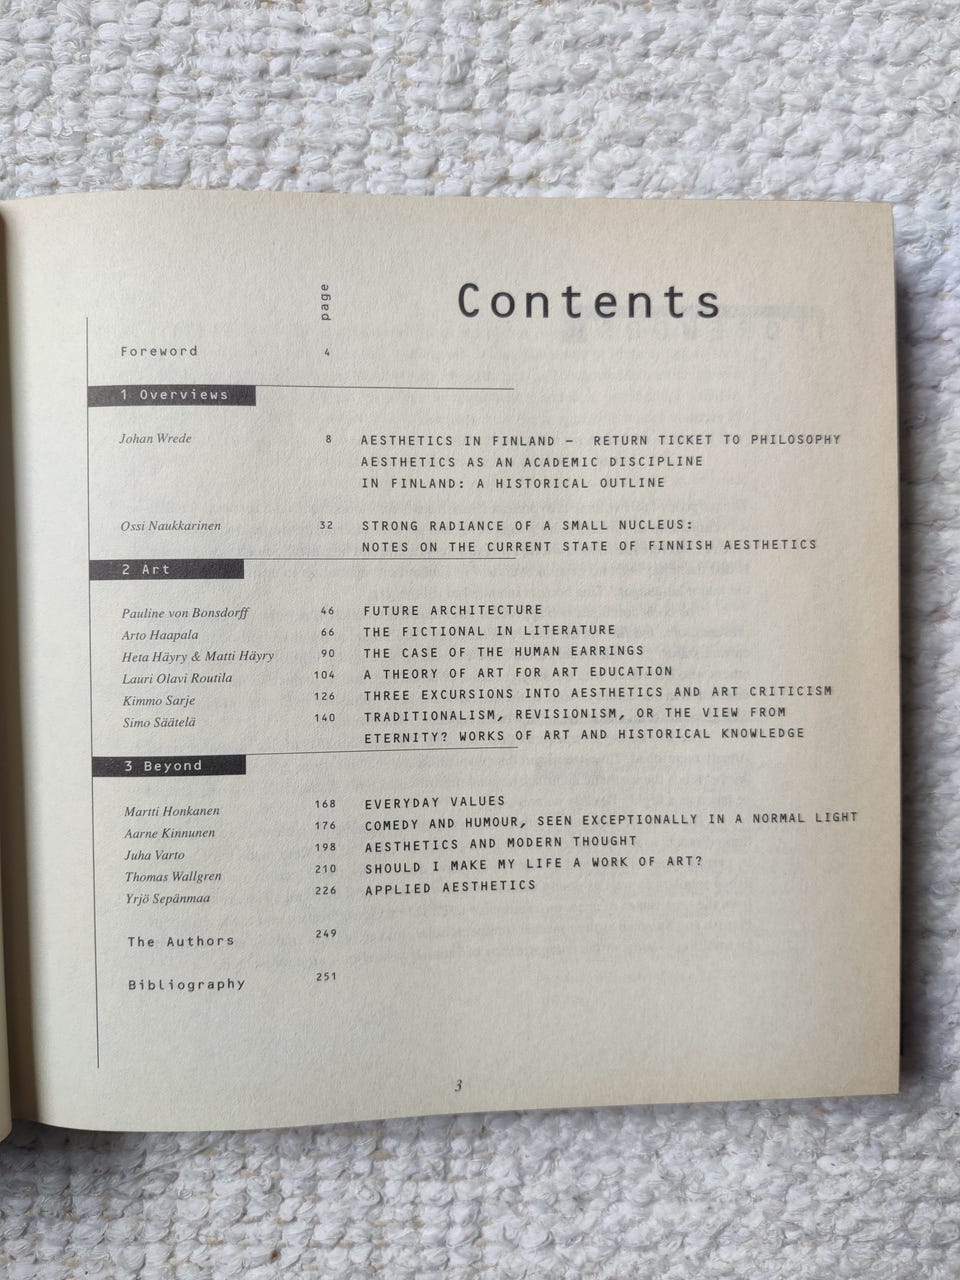 page
Contents
Foreword 4
1 Overviews
Johan Wrede 8 AESTHETICS IN FINLAND – RETURN TICKET TO PHILOSOPHY
AESTHETICS AS AN ACADEMIC DISCIPLINE
IN FINLAND: A HISTORICAL OUTLINE
Ossi Naukkarinen 32 STRONG RADIANCE OF A SMALL NUCLEUS:
NOTES ON THE CURRENT STATE OF FINNISH AESTHETICS
2 Art
Pauline von Bonsdorff 46 FUTURE ARCHITECTURE
Arto Haapala 66 THE FICTIONAL IN LITERATURE
Heta Häyry & Matti Häyry 90 THE CASE OF THE HUMAN EARRINGS
Lauri Olavi Routila 104 A THEORY OF ART FOR ART EDUCATION
Kimmo Sarje 126 THREE EXCURSIONS INTO AESTHETICS AND ART CRITICISM
Simo Säätelä 140 TRADITIONALISM, REVISIONISM, OR THE VIEW FROM
ETERNITY? WORKS OF ART AND HISTORICAL KNOWLEDGE
3 Beyond
Martti Honkanen 168 EVERYDAY VALUES
Aarne Kinnunen 176 COMEDY AND HUMOUR, SEEN EXCEPTIONALLY IN A NORMAL LIGHT
Juha Varto 198 AESTHETICS AND MODERN THOUGHT
Thomas Wallgren 210 SHOULD I MAKE MY LIFE A WORK OF ART?
Yrjö Sepänmaa 226 APPLIED AESTHETICS
The Authors 249
Bibliography 251
3